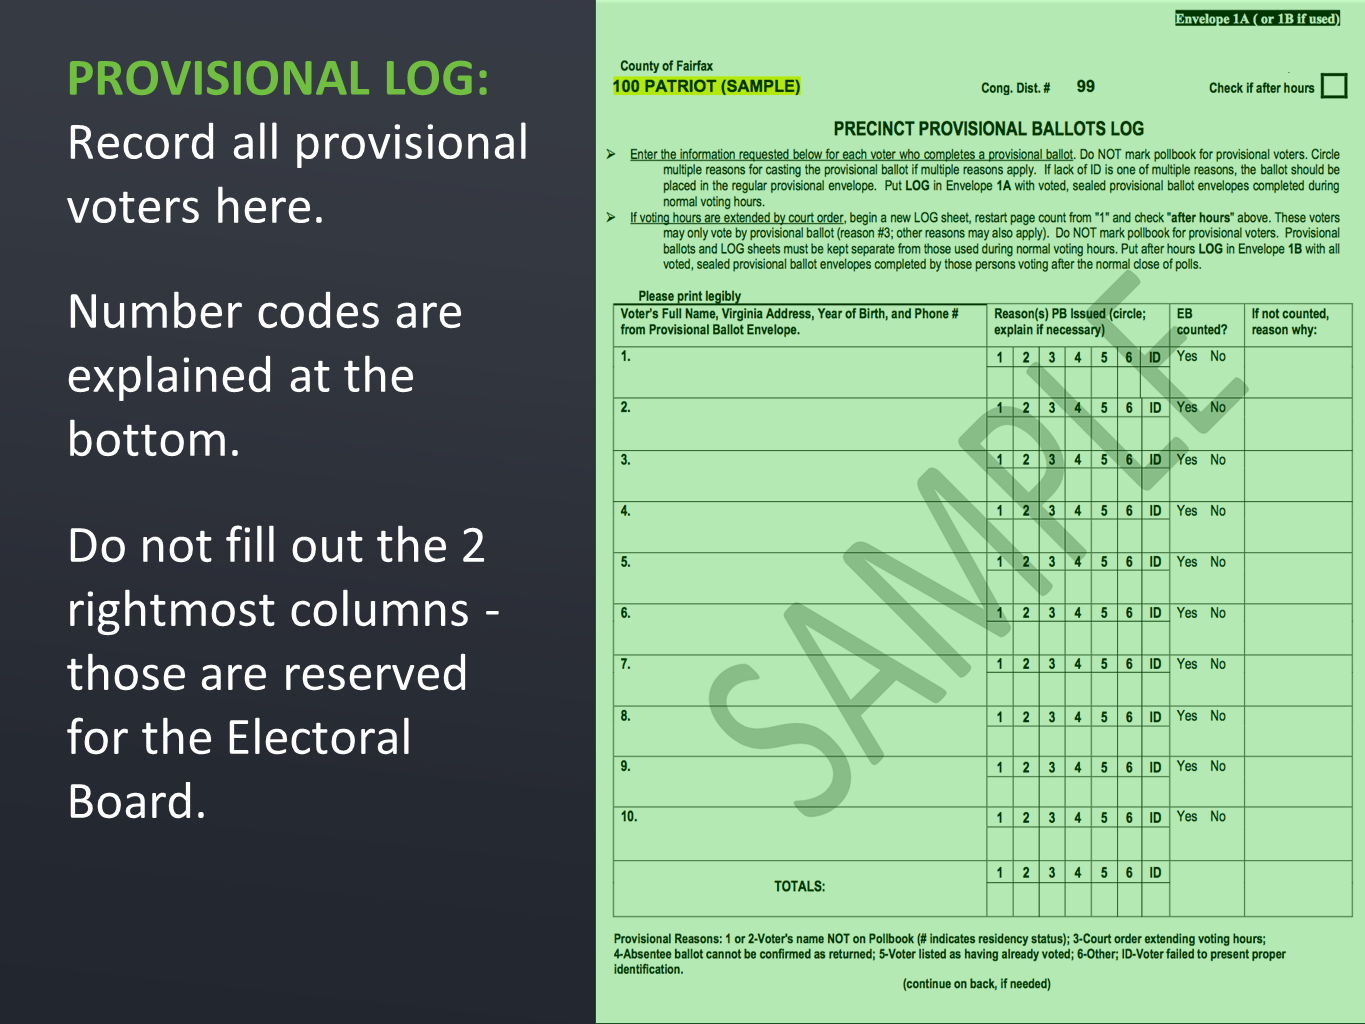 PROVISIONAL LOG:
Record all provisional
voters here.
Number codes are
explained at the
bottom.
Do not fill out the 2
rightmost columns -
those are reserved
for the Electoral
Board.
Envelope 1A ( or 1B if used)
County of Fairfax
100 PATRIOT (SAMPLE) Cong. Dist. # 99 Check if after hours
PRECINCT PROVISIONAL BALLOTS LOG
➢ Enter the information requested below for each voter who completes a provisional ballot. Do NOT mark pollbook for provisional voters. Circle
multiple reasons for casting the provisional ballot if multiple reasons apply. If lack of ID is one of multiple reasons, the ballot should be
placed in the regular provisional envelope. Put LOG in Envelope 1A with voted, sealed provisional ballot envelopes completed during
normal voting hours.
➢ If voting hours are extended by court order, begin a new LOG sheet, restart page count from "1" and check "after hours" above. These voters
may only vote by provisional ballot (reason #3; other reasons may also apply). Do NOT mark pollbook for provisional voters. Provisional
ballots and LOG sheets must be kept separate from those used during normal voting hours. Put after hours LOG in Envelope 1B with all
voted, sealed provisional ballot envelopes completed by those persons voting after the normal close of polls.
Please print legibly
Voter's Full Name, Virginia Address, Year of Birth, and Phone # Reason(s) PB Issued (circle; EB If not counted,
from Provisional Ballot Envelope. explain if necessary) counted? reason why:
1. 1 2 3 4 5 6 ID Yes No
2. 1 2 3 4 5 6 ID Yes No
3. 1 2 3 4 5 6 ID Yes No
4. 1 2 3 4 5 6 ID Yes No
5. 1 2 3 4 5 6 ID Yes No
6. 1 2 3 4 5 6 ID Yes No
7. 1 2 3 4 5 6 ID Yes No
8. 1 2 3 4 5 6 ID Yes No
9. 1 2 3 4 5 6 ID Yes No
10. 1 2 3 4 5 6 ID Yes No
1 2 3 4 5 6 ID
TOTALS:
SAMPLE
Provisional Reasons: 1 or 2-Voter's name NOT on Pollbook (# indicates residency status); 3-Court order extending voting hours;
4-Absentee ballot cannot be confirmed as returned; 5-Voter listed as having already voted; 6-Other; ID-Voter failed to present proper
identification.
(continue on back, if needed)